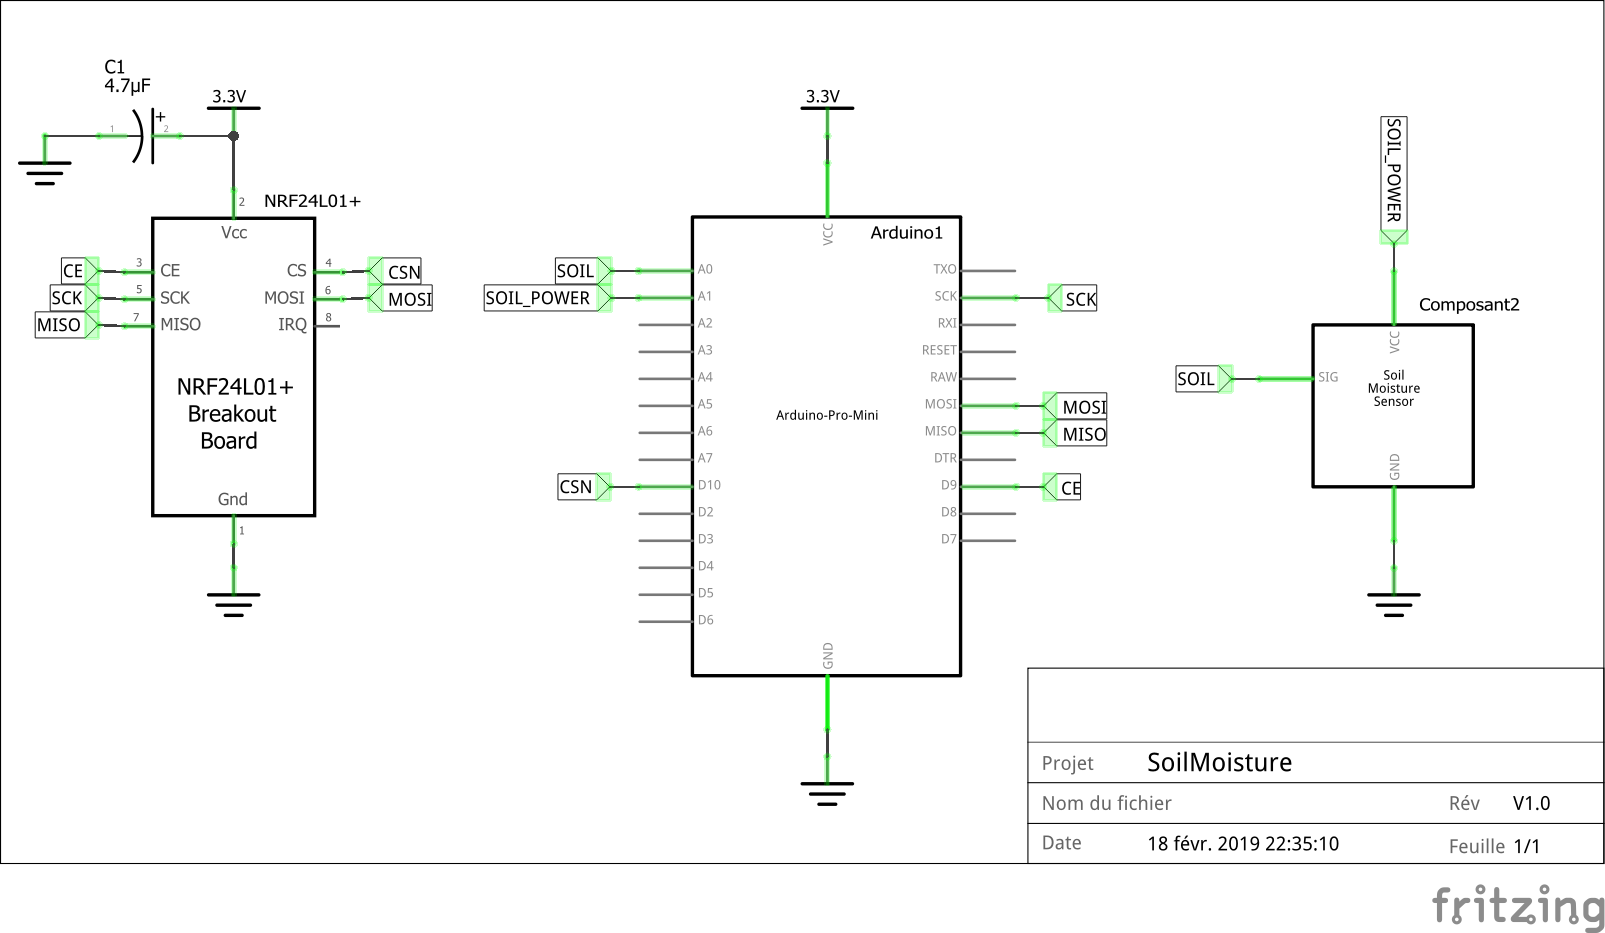 C1
4.7µF
1
+
2
3.3V
2
NRF24L01+
Vcc
CE
3
CE
CS
4
CSN
SCK
5
SCK
MOSI
6
MOSI
MISO
7
MISO
IRQ
8
NRF24L01+
Breakout
Board
Gnd
1
3.3V
VCC
Arduino1
SOIL
A0
SOIL_POWER
A1
A2
A3
A4
A5
A6
A7
CSN
D10
D2
D3
D4
D5
D6
Arduino-Pro-Mini
TXO
SCK
SCK
RXI
RESET
RAW
MOSI
MOSI
MISO
MISO
DTR
D9
CE
D8
D7
GND
SOIL_POWER
Composant2
VCC
SOIL
SIG
Soil
Moisture
Sensor
GND
Projet SoilMoisture
Nom du fichier Rév V1.0
Date 18 févr. 2019 22:35:10 Feuille 1/1
fritzing